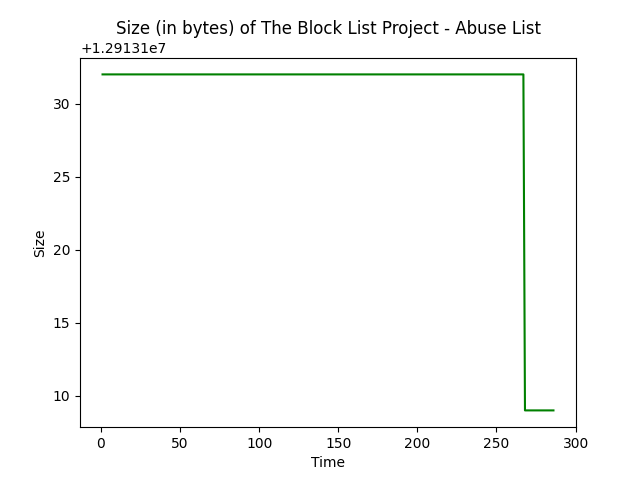 Size (in bytes) of The Block List Project - Abuse List
+1.29131e7
30
25
20
15
10
Size
0 50 100 150 200 250 300
Time